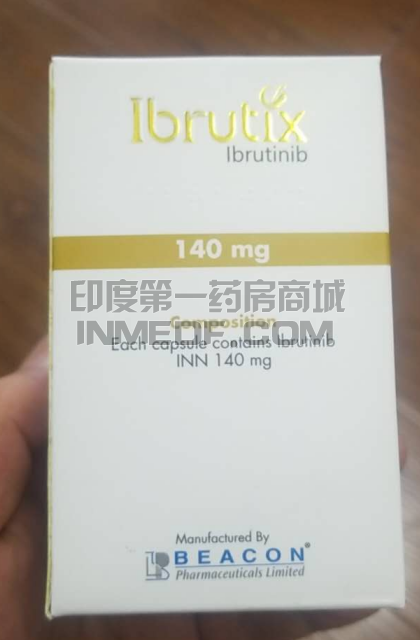 Ibrutix
Ibrutinib
140 mg
印度第一药房商城
Composition
INMEDF.COM
Each capsule contains Ibrutinib
INN 140 mg
Manufactured By
BEACON®
Pharmaceuticals Limited